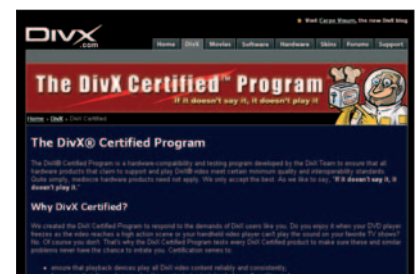 Visit Carpe Visum, the new DivX blog
DIVX
.com
Home DivX Movies Software Hardware Skins Forums Support
The DivX Certified™ Program
If it doesn't say it, it doesn't play it
Home › DivX › DivX Certified
The DivX® Certified Program
The DivX® Certified Program is a hardware-compatibility and testing program developed by the DivX Team to ensure that all
hardware products that claim to support and play DivX® video meet certain minimum quality and interoperability standards.
Quite simply, mediocre hardware products need not apply. We only accept the best. As we like to say, "If it doesn't say it, it
doesn't play it."
Why DivX Certified?
We created the DivX Certified Program to respond to the demands of DivX users like you. Do you enjoy it when your DVD player
freezes as the video reaches a high action scene or your handheld video player can't play the sound on your favorite TV shows?
No. Of course you don't. That's why the DivX Certified Program tests every DivX Certified product to make sure these and similar
problems never have the chance to irritate you. Certification serves to:
ensure that playback devices play all DivX video content reliably and consistently,